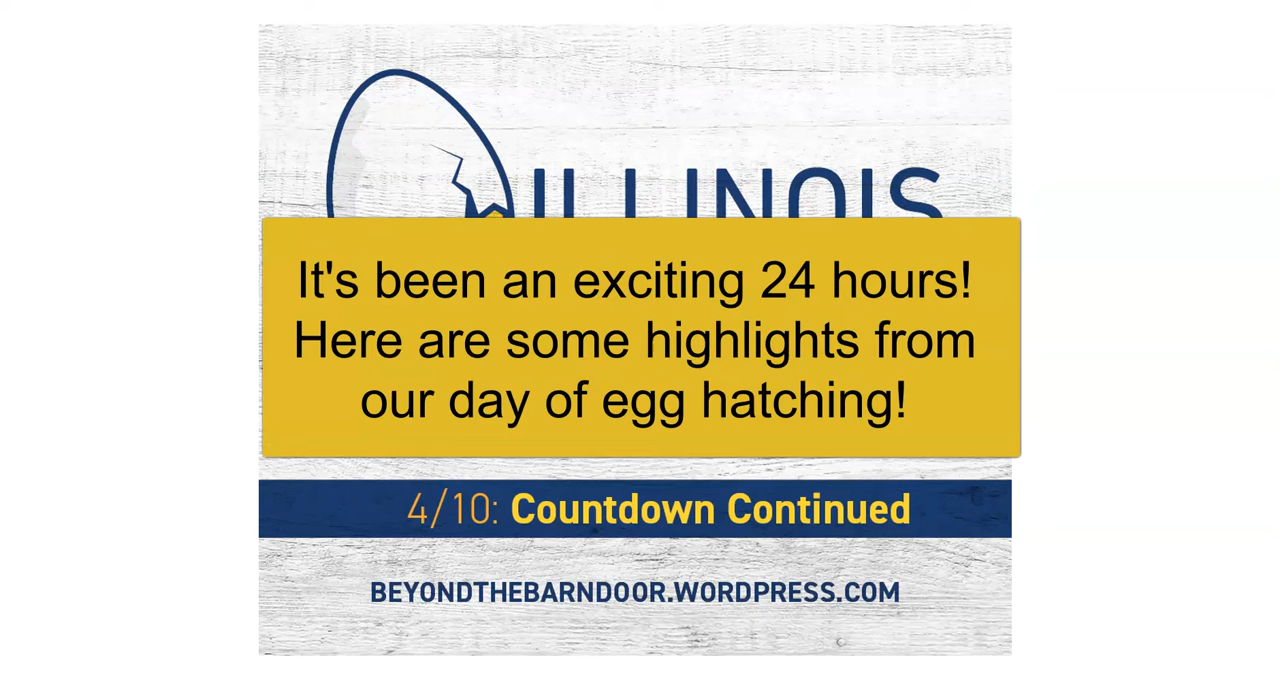 ILLINOIS
It's been an exciting 24 hours!
Here are some highlights from
our day of egg hatching!
4/10: Countdown Continued
BEYONDTHEBARNDOOR.WORDPRESS.COM